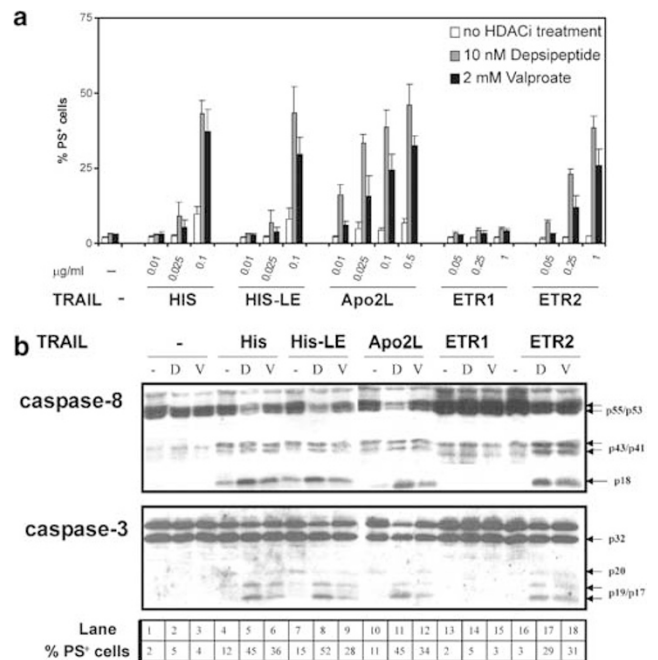 a
no HDACi treatment
10 nM Depsipeptide
2 mM Valproate
% PS⁺ cells
75
50
25
0
μg/ml – 0.01 0.025 0.1 0.01 0.025 0.1 0.01 0.025 0.1 0.5 0.05 0.25 1 0.05 0.25 1
TRAIL - HIS HIS-LE Apo2L ETR1 ETR2
b
TRAIL - His His-LE Apo2L ETR1 ETR2
- D V - D V - D V - D V - D V - D V
caspase-8
p55/p53
p43/p41
p18
caspase-3
p32
p20
p19/p17
Lane 1 2 3 4 5 6 7 8 9 10 11 12 13 14 15 16 17 18
% PS⁺ cells 2 5 4 12 45 36 15 52 28 11 45 34 2 5 3 3 29 31